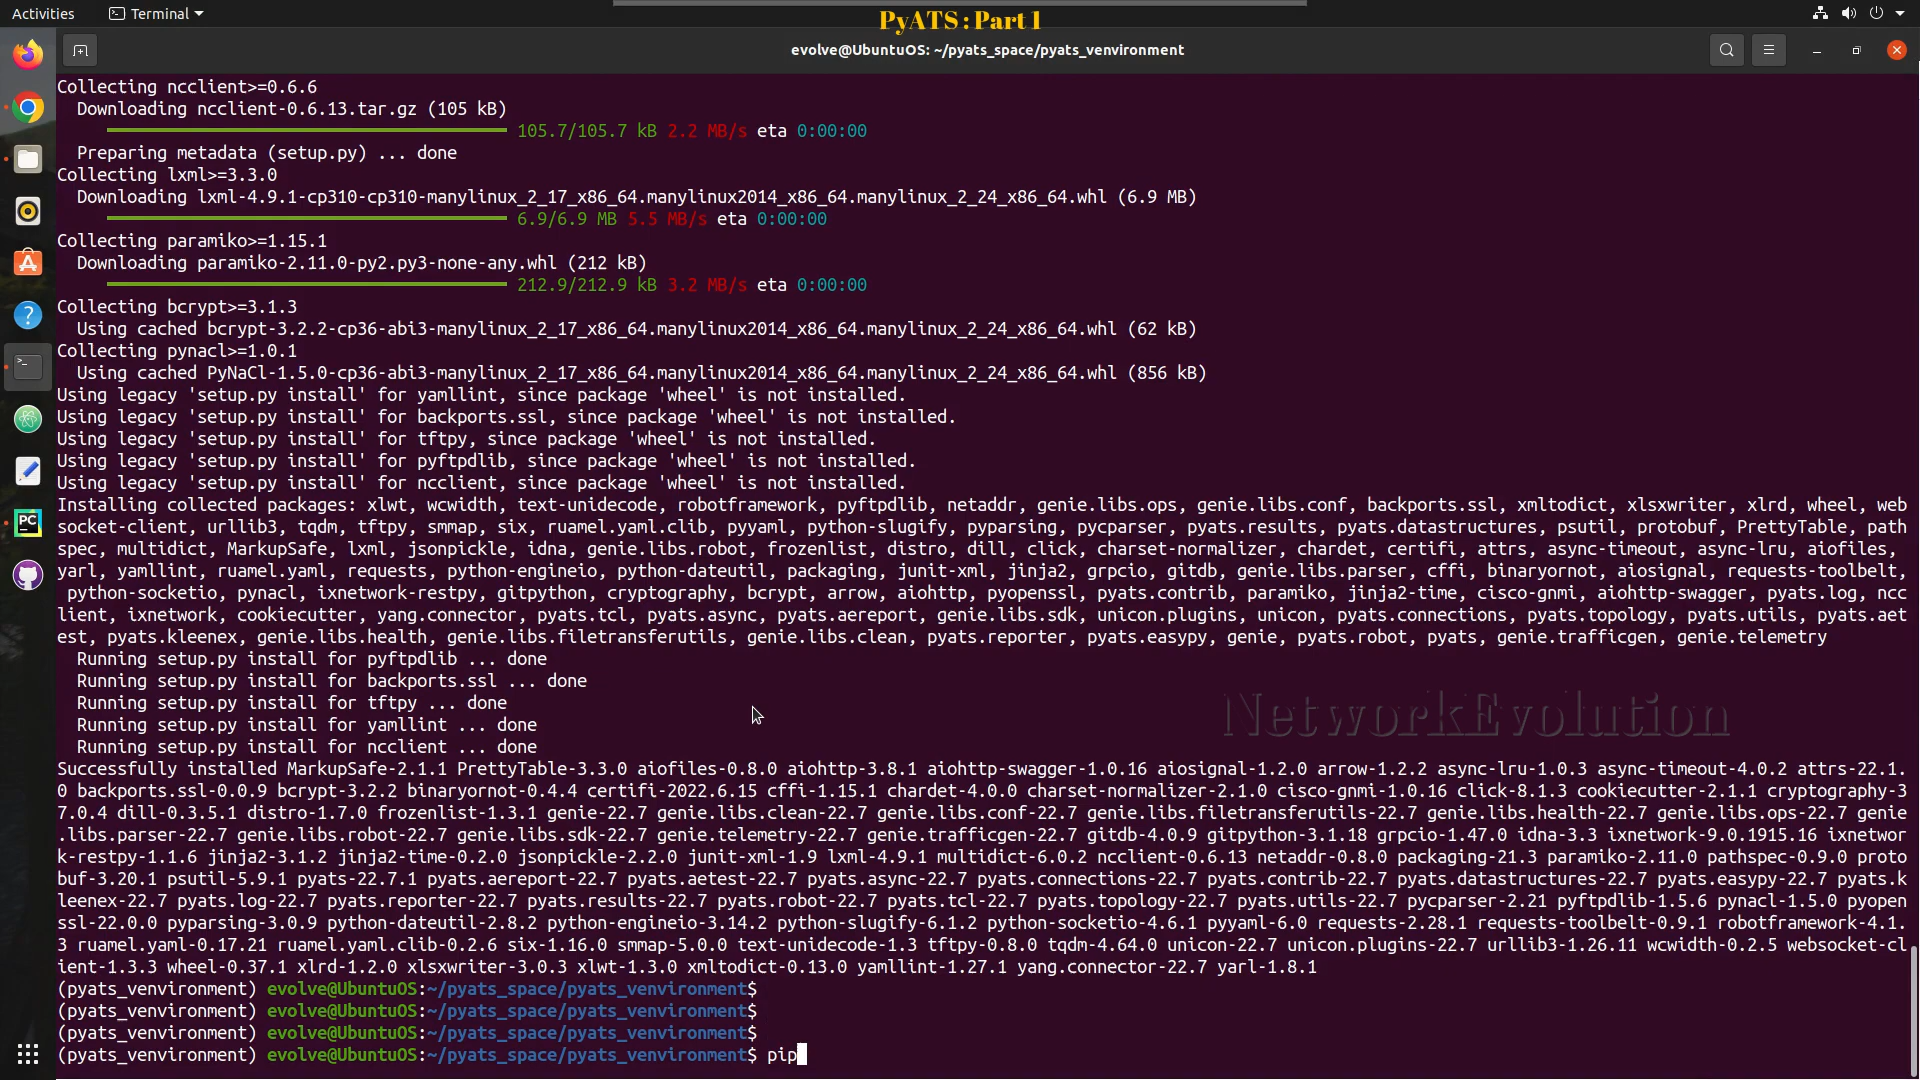 Activities
Terminal
PyATS : Part 1
evolve@UbuntuOS: ~/pyats_space/pyats_venvironment
Collecting ncclient>=0.6.6
Downloading ncclient-0.6.13.tar.gz (105 kB)
105.7/105.7 kB 2.2 MB/s eta 0:00:00
Preparing metadata (setup.py) ... done
Collecting lxml>=3.3.0
Downloading lxml-4.9.1-cp310-cp310-manylinux_2_17_x86_64.manylinux2014_x86_64.manylinux_2_24_x86_64.whl (6.9 MB)
6.9/6.9 MB 5.5 MB/s eta 0:00:00
Collecting paramiko>=1.15.1
Downloading paramiko-2.11.0-py2.py3-none-any.whl (212 kB)
212.9/212.9 kB 3.2 MB/s eta 0:00:00
Collecting bcrypt>=3.1.3
Using cached bcrypt-3.2.2-cp36-abi3-manylinux_2_17_x86_64.manylinux2014_x86_64.manylinux_2_24_x86_64.whl (62 kB)
Collecting pynacl>=1.0.1
Using cached PyNaCl-1.5.0-cp36-abi3-manylinux_2_17_x86_64.manylinux2014_x86_64.manylinux_2_24_x86_64.whl (856 kB)
Using legacy 'setup.py install' for yamllint, since package 'wheel' is not installed.
Using legacy 'setup.py install' for backports.ssl, since package 'wheel' is not installed.
Using legacy 'setup.py install' for tftpy, since package 'wheel' is not installed.
Using legacy 'setup.py install' for pyftpdlib, since package 'wheel' is not installed.
Using legacy 'setup.py install' for ncclient, since package 'wheel' is not installed.
Installing collected packages: xlwt, wcwidth, text-unidecode, robotframework, pyftpdlib, netaddr, genie.libs.ops, genie.libs.conf, backports.ssl, xmltodict, xlsxwriter, xlrd, wheel, web
socket-client, urllib3, tqdm, tftpy, smmap, six, ruamel.yaml.clib, pyyaml, python-slugify, pyparsing, pycparser, pyats.results, pyats.datastructures, psutil, protobuf, PrettyTable, path
spec, multidict, MarkupSafe, lxml, jsonpickle, idna, genie.libs.robot, frozenlist, distro, dill, click, charset-normalizer, chardet, certifi, attrs, async-timeout, async-lru, aiofiles,
yarl, yamllint, ruamel.yaml, requests, python-engineio, python-dateutil, packaging, junit-xml, jinja2, grpcio, gitdb, genie.libs.parser, cffi, binaryornot, aiosignal, requests-toolbelt,
python-socketio, pynacl, ixnetwork-restpy, gitpython, cryptography, bcrypt, arrow, aiohttp, pyopenssl, pyats.contrib, paramiko, jinja2-time, cisco-gnmi, aiohttp-swagger, pyats.log, ncc
lient, ixnetwork, cookiecutter, yang.connector, pyats.tcl, pyats.async, pyats.aereport, genie.libs.sdk, unicon.plugins, unicon, pyats.connections, pyats.topology, pyats.utils, pyats.aet
est, pyats.kleenex, genie.libs.health, genie.libs.filetransferutils, genie.libs.clean, pyats.reporter, pyats.easypy, genie, pyats.robot, pyats, genie.trafficgen, genie.telemetry
Running setup.py install for pyftpdlib ... done
Running setup.py install for backports.ssl ... done
Running setup.py install for tftpy ... done
Running setup.py install for yamllint ... done
Running setup.py install for ncclient ... done
NetworkEvolution
Successfully installed MarkupSafe-2.1.1 PrettyTable-3.3.0 aiofiles-0.8.0 aiohttp-3.8.1 aiohttp-swagger-1.0.16 aiosignal-1.2.0 arrow-1.2.2 async-lru-1.0.3 async-timeout-4.0.2 attrs-22.1.
0 backports.ssl-0.0.9 bcrypt-3.2.2 binaryornot-0.4.4 certifi-2022.6.15 cffi-1.15.1 chardet-4.0.0 charset-normalizer-2.1.0 cisco-gnmi-1.0.16 click-8.1.3 cookiecutter-2.1.1 cryptography-3
7.0.4 dill-0.3.5.1 distro-1.7.0 frozenlist-1.3.1 genie-22.7 genie.libs.clean-22.7 genie.libs.conf-22.7 genie.libs.filetransferutils-22.7 genie.libs.health-22.7 genie.libs.ops-22.7 genie
.libs.parser-22.7 genie.libs.robot-22.7 genie.libs.sdk-22.7 genie.telemetry-22.7 genie.trafficgen-22.7 gitdb-4.0.9 gitpython-3.1.18 grpcio-1.47.0 idna-3.3 ixnetwork-9.0.1915.16 ixnetwor
k-restpy-1.1.6 jinja2-3.1.2 jinja2-time-0.2.0 jsonpickle-2.2.0 junit-xml-1.9 lxml-4.9.1 multidict-6.0.2 ncclient-0.6.13 netaddr-0.8.0 packaging-21.3 paramiko-2.11.0 pathspec-0.9.0 proto
buf-3.20.1 psutil-5.9.1 pyats-22.7.1 pyats.aereport-22.7 pyats.aetest-22.7 pyats.async-22.7 pyats.connections-22.7 pyats.contrib-22.7 pyats.datastructures-22.7 pyats.easypy-22.7 pyats.k
leenex-22.7 pyats.log-22.7 pyats.reporter-22.7 pyats.results-22.7 pyats.robot-22.7 pyats.tcl-22.7 pyats.topology-22.7 pyats.utils-22.7 pycparser-2.21 pyftpdlib-1.5.6 pynacl-1.5.0 pyopen
ssl-22.0.0 pyparsing-3.0.9 python-dateutil-2.8.2 python-engineio-3.14.2 python-slugify-6.1.2 python-socketio-4.6.1 pyyaml-6.0 requests-2.28.1 requests-toolbelt-0.9.1 robotframework-4.1.
3 ruamel.yaml-0.17.21 ruamel.yaml.clib-0.2.6 six-1.16.0 smmap-5.0.0 text-unidecode-1.3 tftpy-0.8.0 tqdm-4.64.0 unicon-22.7 unicon.plugins-22.7 urllib3-1.26.11 wcwidth-0.2.5 websocket-cl
ient-1.3.3 wheel-0.37.1 xlrd-1.2.0 xlsxwriter-3.0.3 xlwt-1.3.0 xmltodict-0.13.0 yamllint-1.27.1 yang.connector-22.7 yarl-1.8.1
(pyats_venvironment) evolve@UbuntuOS:~/pyats_space/pyats_venvironment$
(pyats_venvironment) evolve@UbuntuOS:~/pyats_space/pyats_venvironment$
(pyats_venvironment) evolve@UbuntuOS:~/pyats_space/pyats_venvironment$
(pyats_venvironment) evolve@UbuntuOS:~/pyats_space/pyats_venvironment$ pip